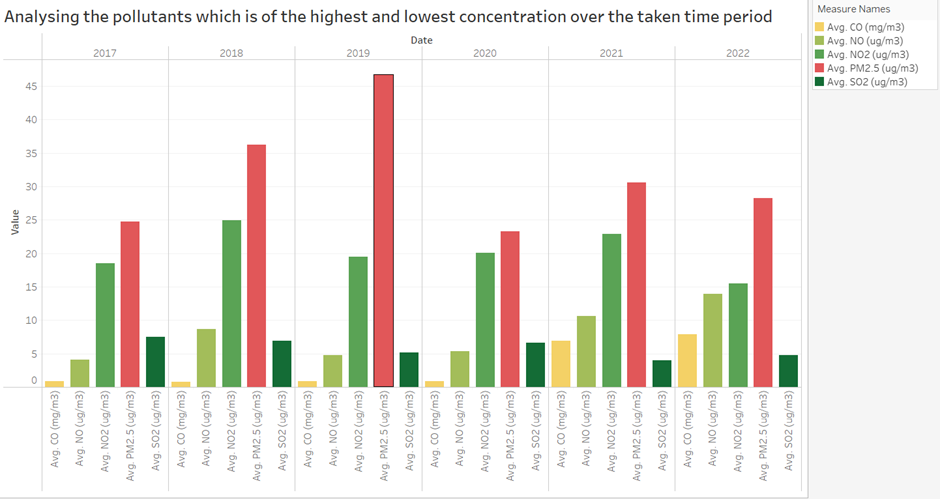 Analysing the pollutants which is of the highest and lowest concentration over the taken time period
Date
2017 2018 2019 2020 2021 2022
Value
45
40
35
30
25
20
15
10
5
0
Avg. CO (mg/m3) Avg. NO (ug/m3) Avg. NO2 (ug/m3) Avg. PM2.5 (ug/m3) Avg. SO2 (ug/m3) Avg. CO (mg/m3) Avg. NO (ug/m3) Avg. NO2 (ug/m3) Avg. PM2.5 (ug/m3) Avg. SO2 (ug/m3) Avg. CO (mg/m3) Avg. NO (ug/m3) Avg. NO2 (ug/m3) Avg. PM2.5 (ug/m3) Avg. SO2 (ug/m3) Avg. CO (mg/m3) Avg. NO (ug/m3) Avg. NO2 (ug/m3) Avg. PM2.5 (ug/m3) Avg. SO2 (ug/m3) Avg. CO (mg/m3) Avg. NO (ug/m3) Avg. NO2 (ug/m3) Avg. PM2.5 (ug/m3) Avg. SO2 (ug/m3) Avg. CO (mg/m3) Avg. NO (ug/m3) Avg. NO2 (ug/m3) Avg. PM2.5 (ug/m3) Avg. SO2 (ug/m3)
Measure Names
Avg. CO (mg/m3)
Avg. NO (ug/m3)
Avg. NO2 (ug/m3)
Avg. PM2.5 (ug/m3)
Avg. SO2 (ug/m3)